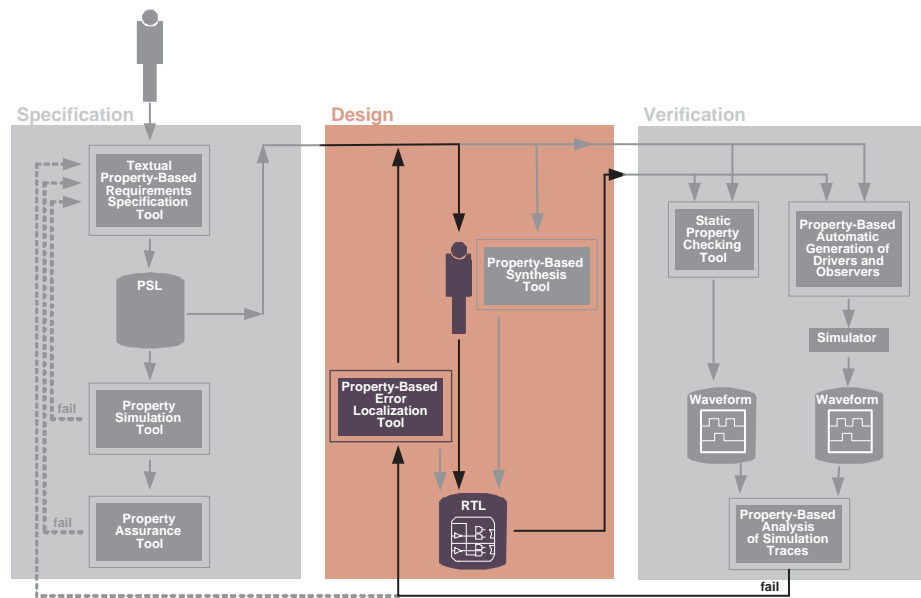 Specification
Textual
Property-Based
Requirements
Specification
Tool
PSL
fail
Property
Simulation
Tool
fail
Property
Assurance
Tool
Design
Property-Based
Synthesis
Tool
Property-Based
Error
Localization
Tool
RTL
Verification
Static
Property
Checking
Tool
Property-Based
Automatic
Generation of
Drivers and
Observers
Simulator
Waveform
Waveform
Property-Based
Analysis
of Simulation
Traces
fail